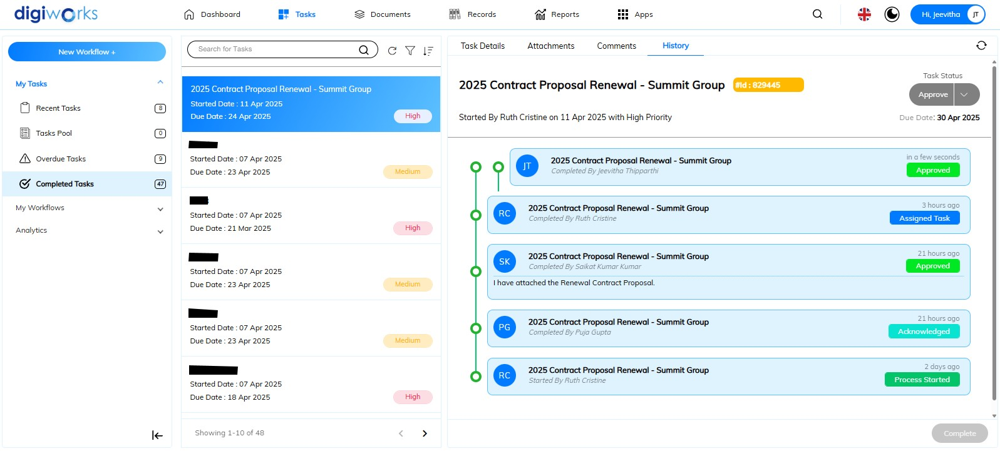 digiworks
Dashboard
Tasks
Documents
Records
Reports
Apps
Hi, Jeevitha JT
New Workflow +
My Tasks
Recent Tasks 8
Tasks Pool 0
Overdue Tasks 9
Completed Tasks 47
My Workflows
Analytics
Search for Tasks
2025 Contract Proposal Renewal - Summit Group
Started Date : 11 Apr 2025
Due Date : 24 Apr 2025
High
Started Date : 07 Apr 2025
Due Date : 23 Apr 2025
Medium
Started Date : 07 Apr 2025
Due Date : 21 Mar 2025
High
Started Date : 07 Apr 2025
Due Date : 23 Apr 2025
Medium
Started Date : 07 Apr 2025
Due Date : 23 Apr 2025
Medium
Started Date : 07 Apr 2025
Due Date : 18 Apr 2025
High
Showing 1-10 of 48
Task Details
Attachments
Comments
History
2025 Contract Proposal Renewal - Summit Group
#Id : 829445
Task Status
Approve
Started By Ruth Cristine on 11 Apr 2025 with High Priority
Due Date: 30 Apr 2025
JT
2025 Contract Proposal Renewal - Summit Group
Completed By Jeevitha Thipparthi
in a few seconds
Approved
RC
2025 Contract Proposal Renewal - Summit Group
Completed By Ruth Cristine
3 hours ago
Assigned Task
SK
2025 Contract Proposal Renewal - Summit Group
Completed By Saikat Kumar Kumar
21 hours ago
Approved
I have attached the Renewal Contract Proposal.
PG
2025 Contract Proposal Renewal - Summit Group
Completed By Puja Gupta
21 hours ago
Acknowledged
RC
2025 Contract Proposal Renewal - Summit Group
Started By Ruth Cristine
2 days ago
Process Started
Complete